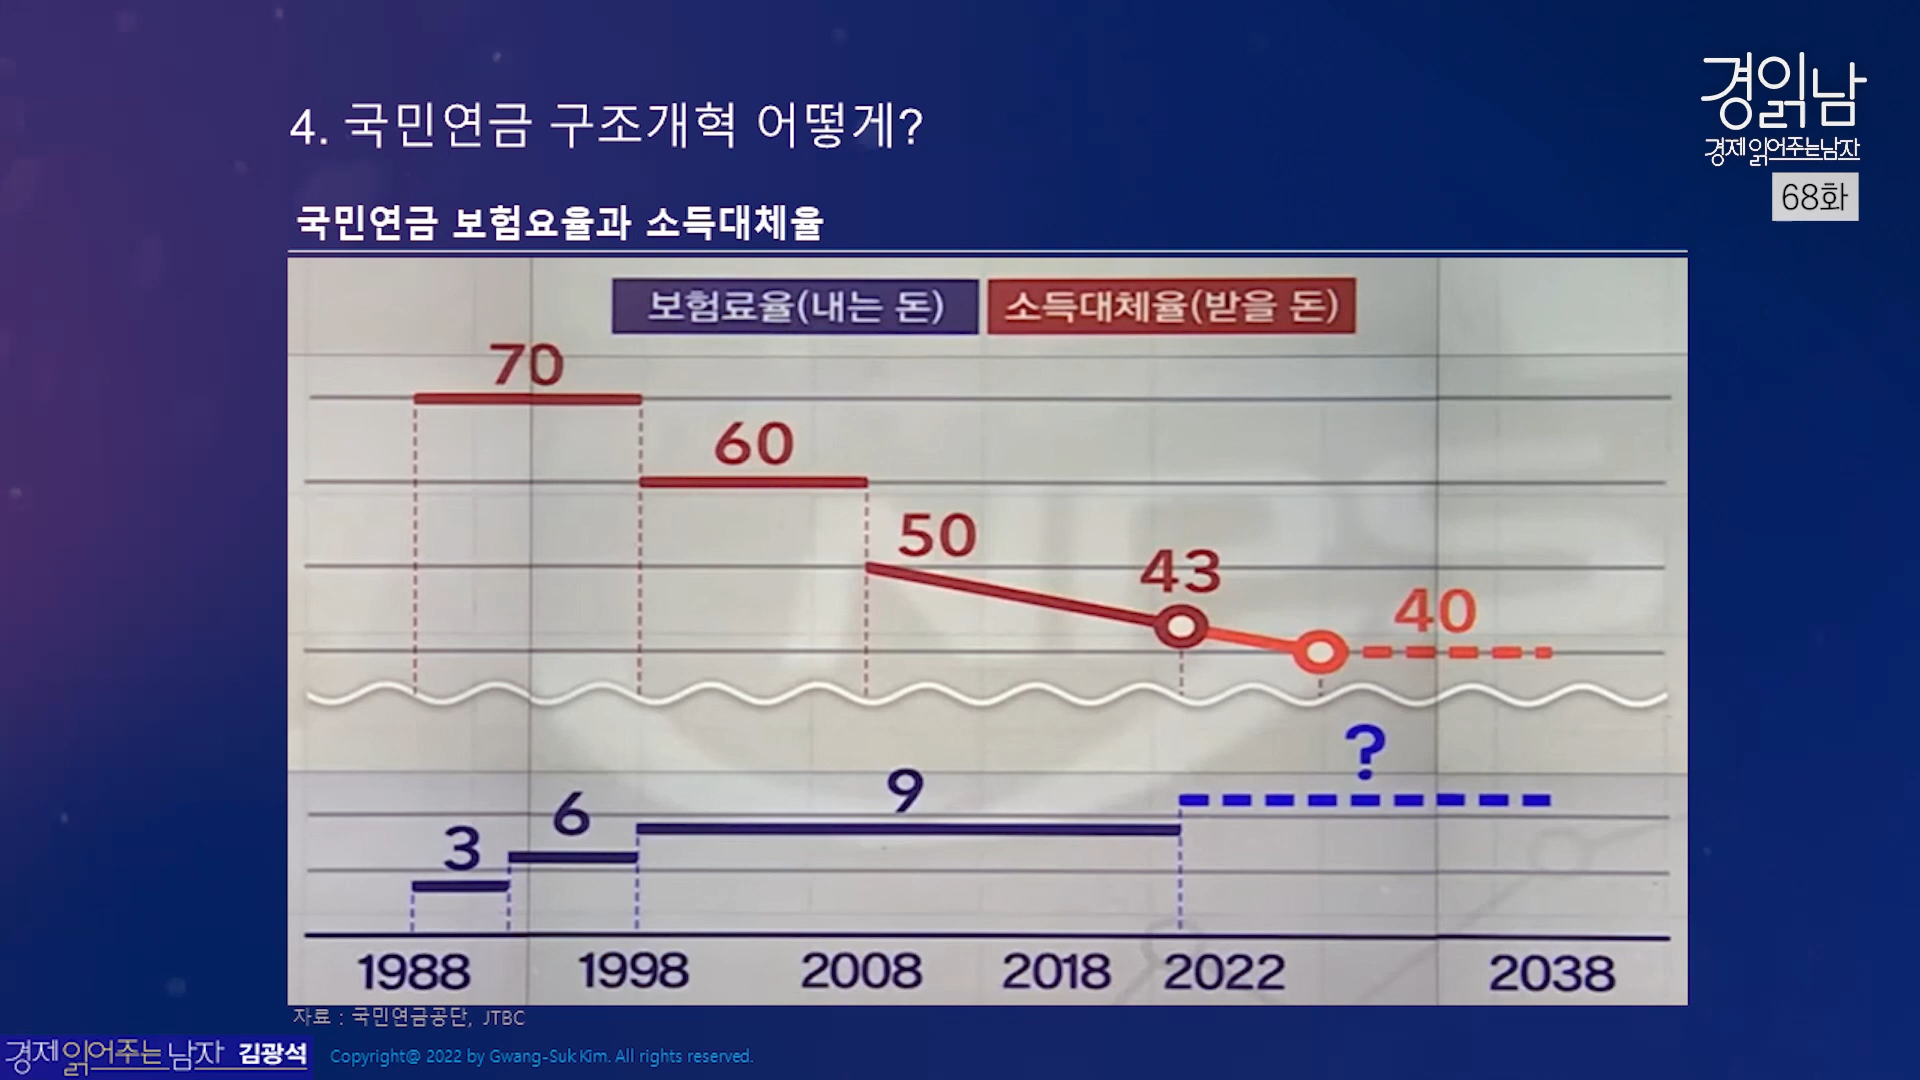 경읽남
경제 읽어주는 남자
68화
4. 국민연금 구조개혁 어떻게?
국민연금 보험요율과 소득대체율
보험료율(내는 돈) 소득대체율(받을 돈)
70
60
50
43
40
?
9
6
3
1988 1998 2008 2018 2022 2038
자료 : 국민연금공단, JTBC
경제 읽어주는 남자 김광석 Copyright@ 2022 by Gwang-Suk Kim. All rights reserved.